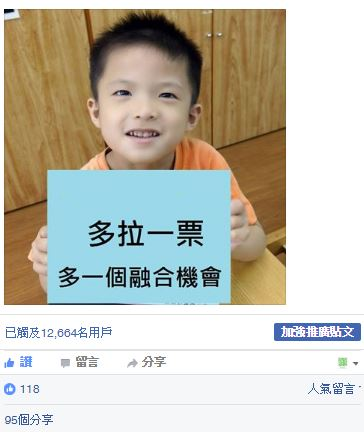 多拉一票
多一個融合機會
已觸及12,664名用戶
加強推廣貼文
讚 留言 分享
118
人氣留言
95個分享